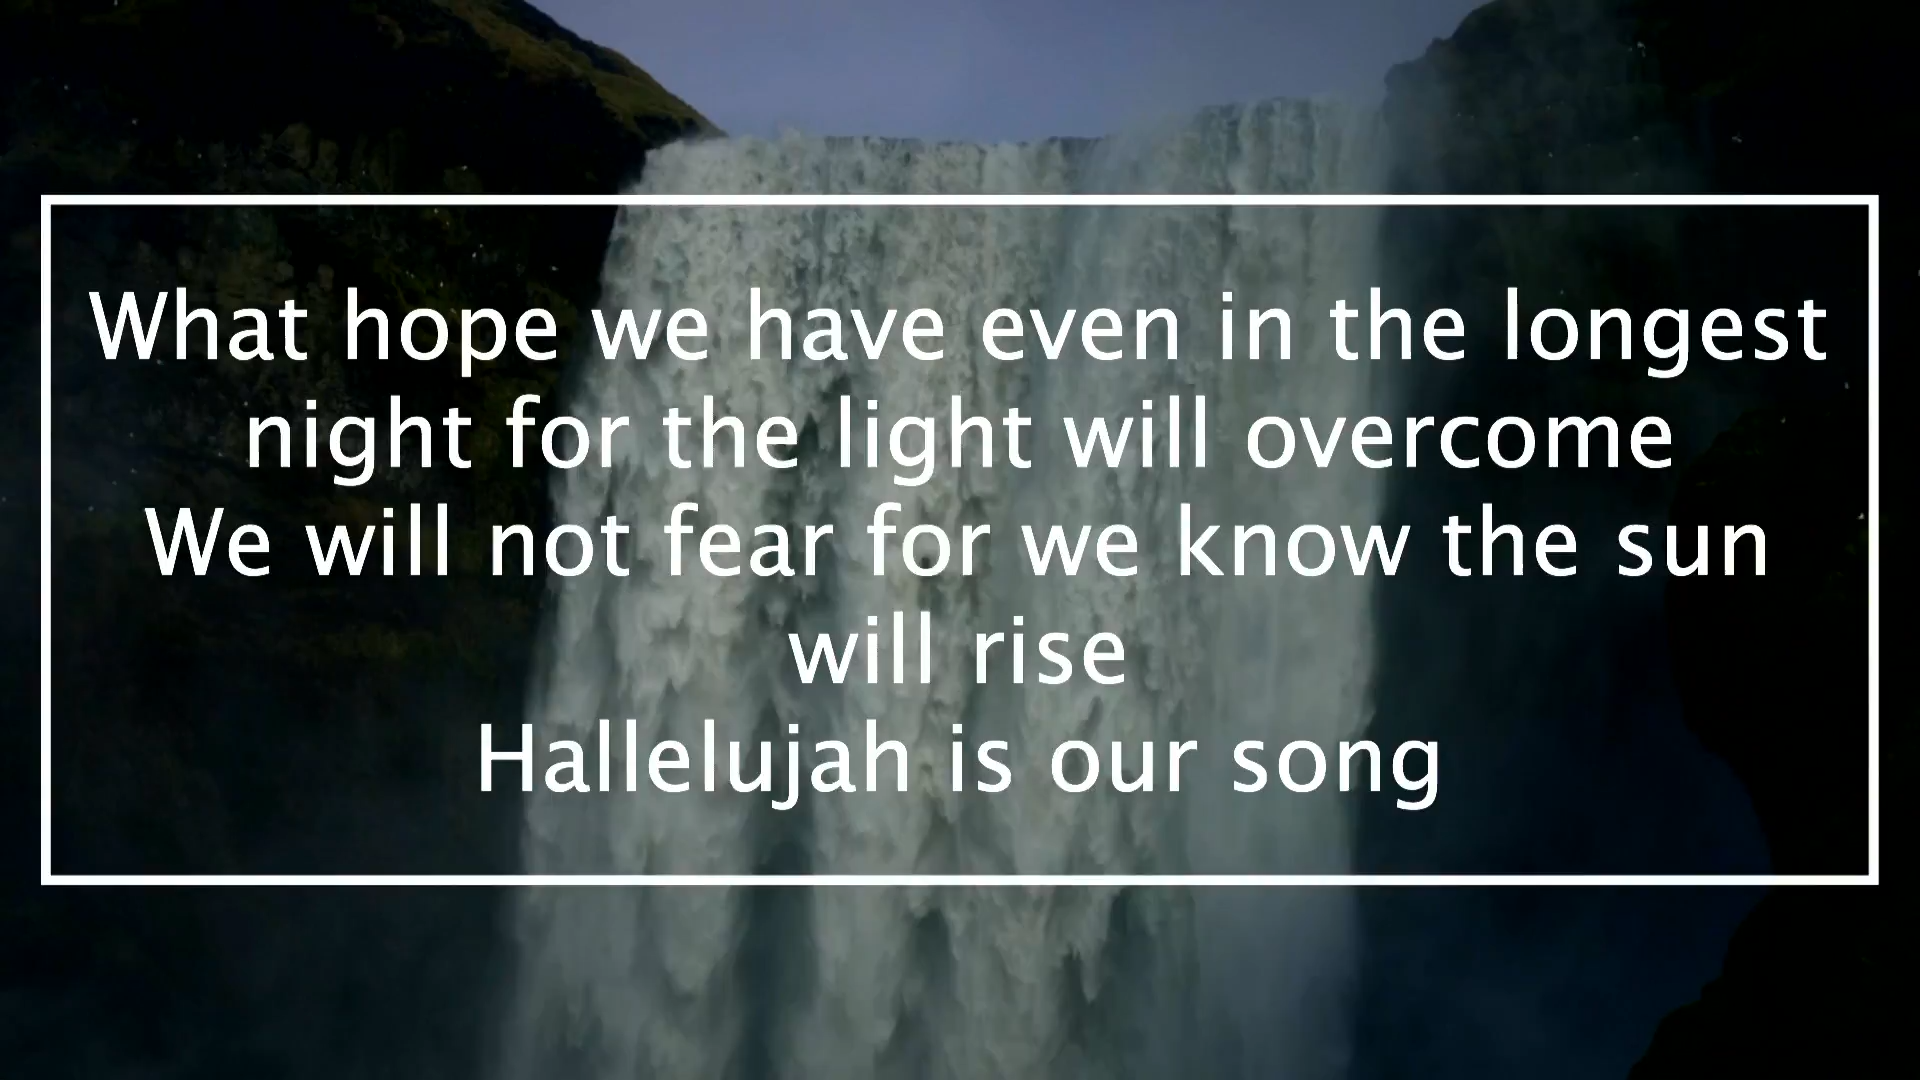 What hope we have even in the longest
night for the light will overcome
We will not fear for we know the sun
will rise
Hallelujah is our song